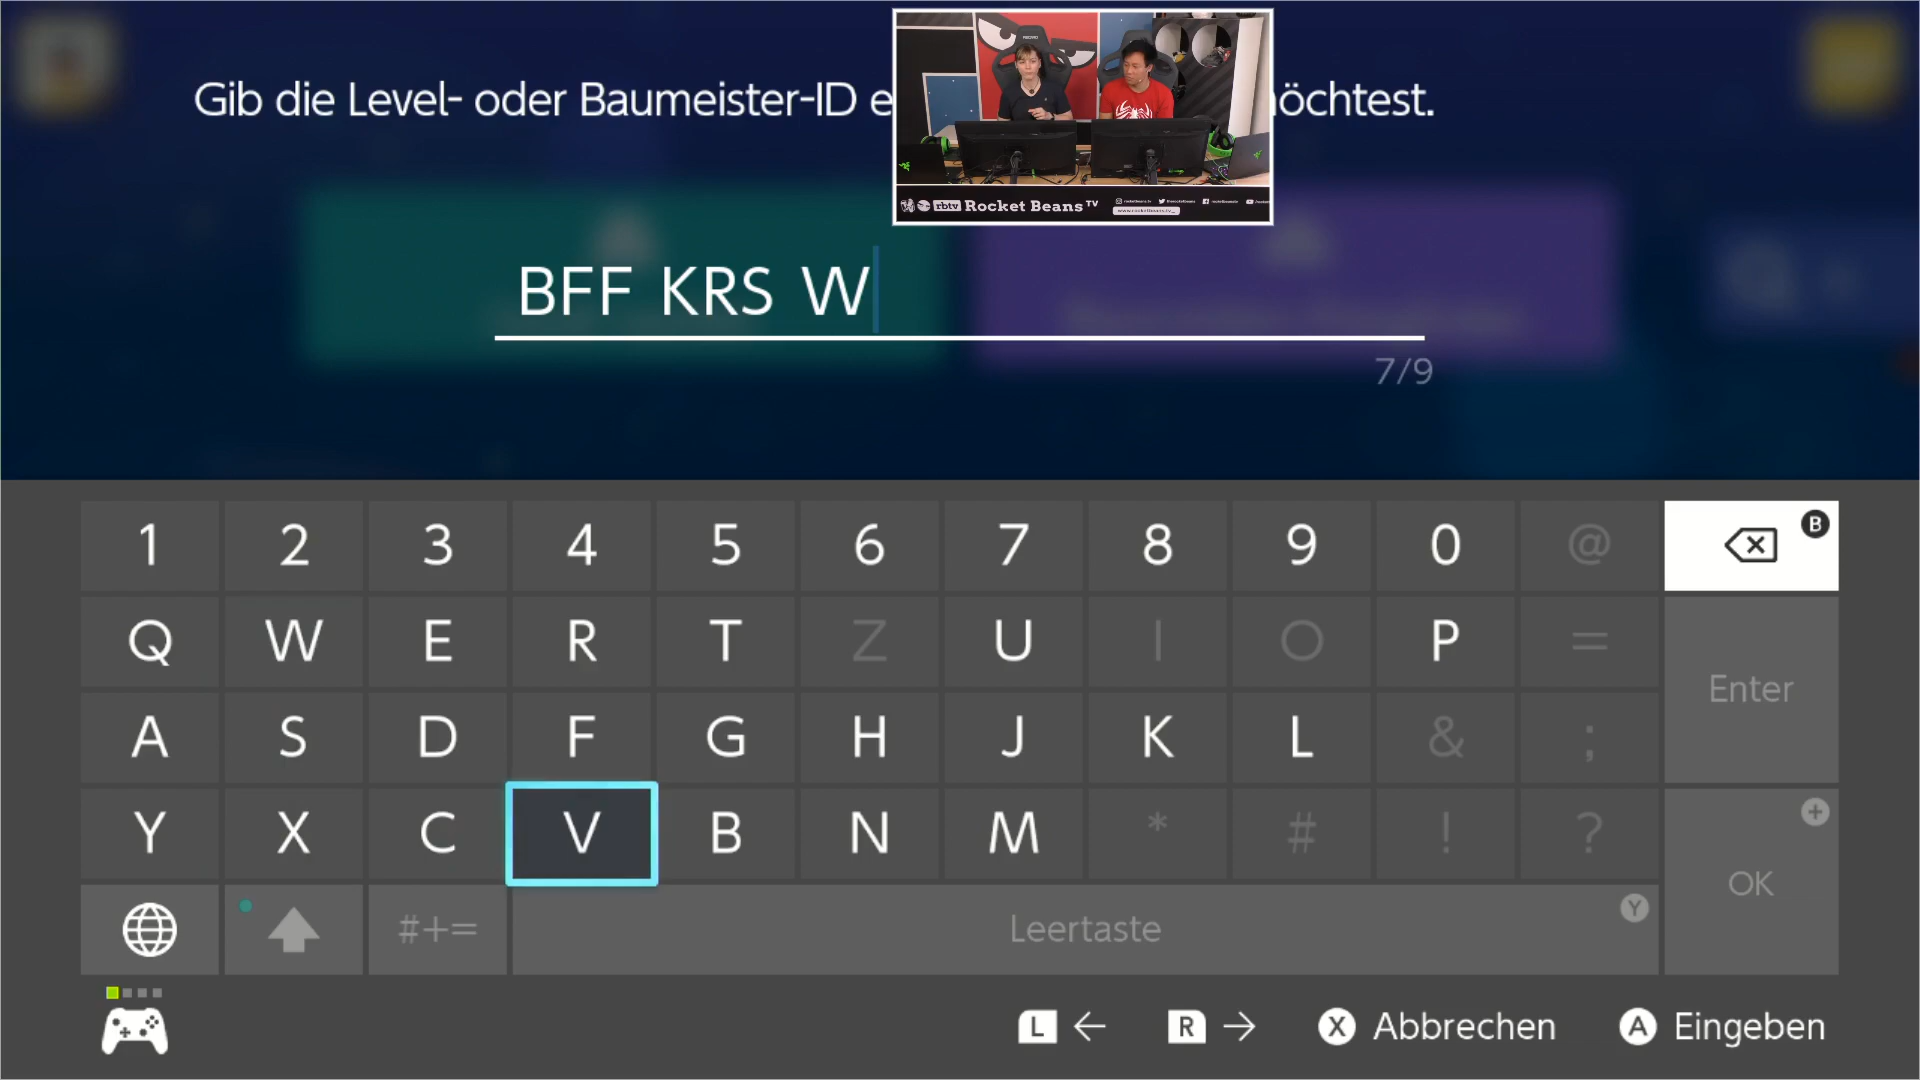 Gib die Level- oder Baumeister-ID e
öchtest.
rbtv Rocket Beans TV
BFF KRS W
7/9
1 2 3 4 5 6 7 8 9 0 @ B
Q W E R T Z U I O P =
Enter
A S D F G H J K L & ;
Y X C V B N M * # ! ?
OK
#+= Leertaste Y
L ← R → X Abbrechen A Eingeben